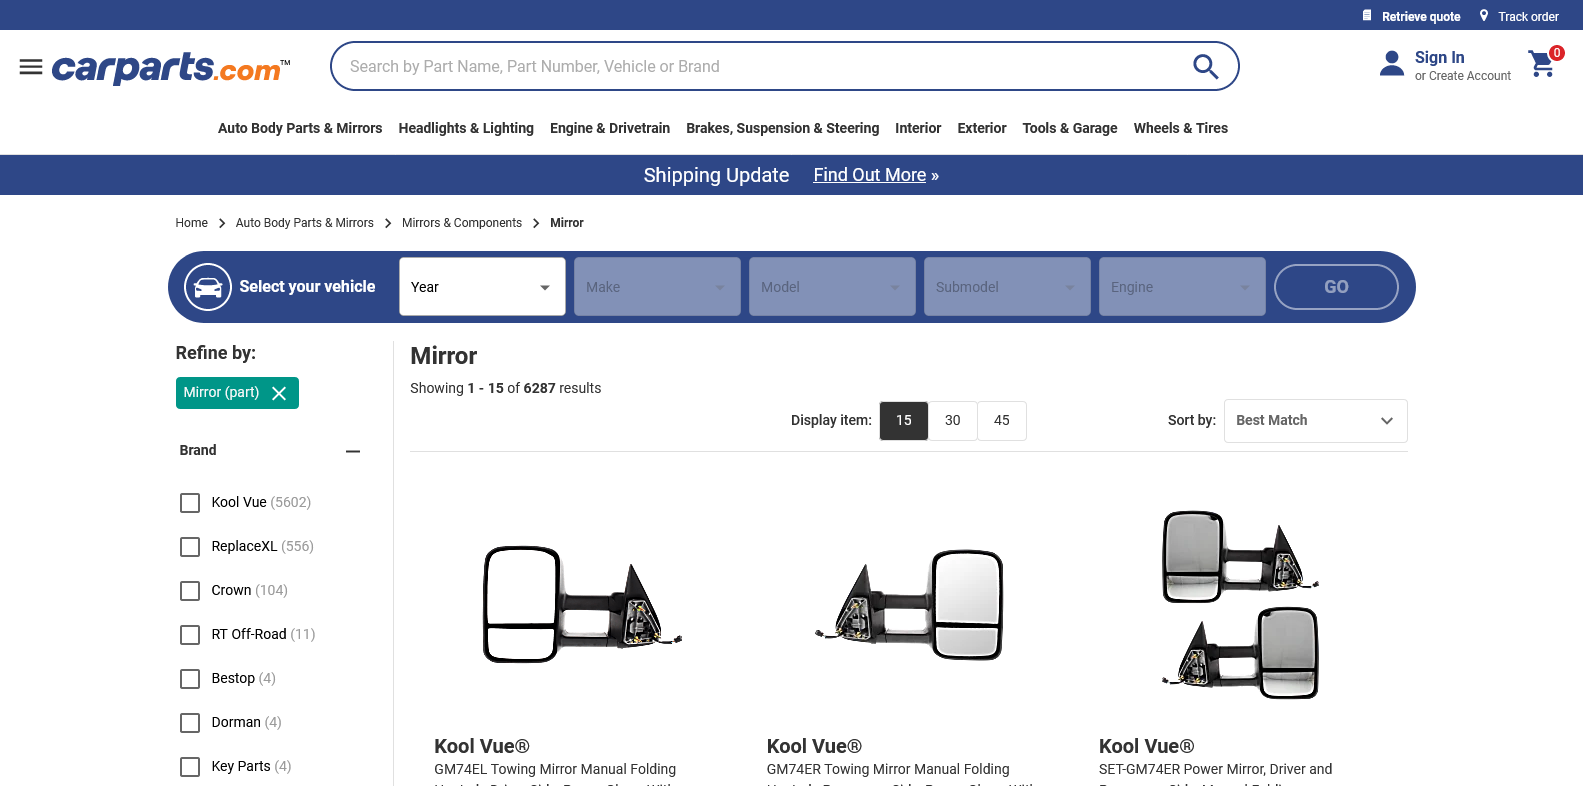 Retrieve quote
Track order
carparts.com™
Search by Part Name, Part Number, Vehicle or Brand
Sign In
or Create Account
0
Auto Body Parts & Mirrors
Headlights & Lighting
Engine & Drivetrain
Brakes, Suspension & Steering
Interior
Exterior
Tools & Garage
Wheels & Tires
Shipping Update
Find Out More »
Home
Auto Body Parts & Mirrors
Mirrors & Components
Mirror
Select your vehicle
Year
Make
Model
Submodel
Engine
GO
Refine by:
Mirror (part)
Brand
Kool Vue (5602)
ReplaceXL (556)
Crown (104)
RT Off-Road (11)
Bestop (4)
Dorman (4)
Key Parts (4)
Mirror
Showing 1 - 15 of 6287 results
Display item:
15
30
45
Sort by:
Best Match
Kool Vue®
GM74EL Towing Mirror Manual Folding
Kool Vue®
GM74ER Towing Mirror Manual Folding
Kool Vue®
SET-GM74ER Power Mirror, Driver and